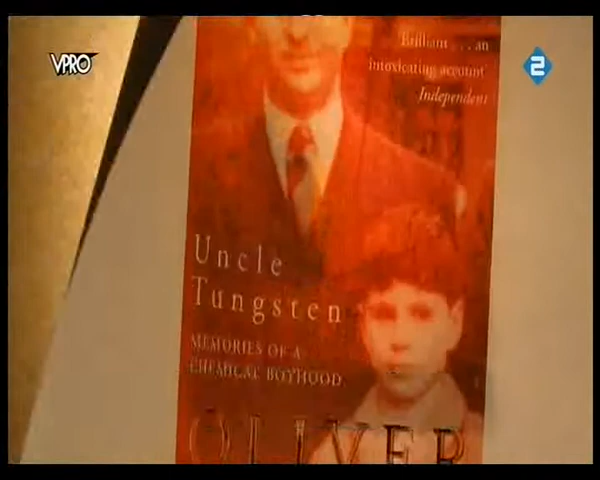 VPRO
2
Brilliant . . . an
intoxicating account'
Independent
Uncle
Tungsten
MEMORIES OF A
CHEMICAL BOYHOOD
OLIVER